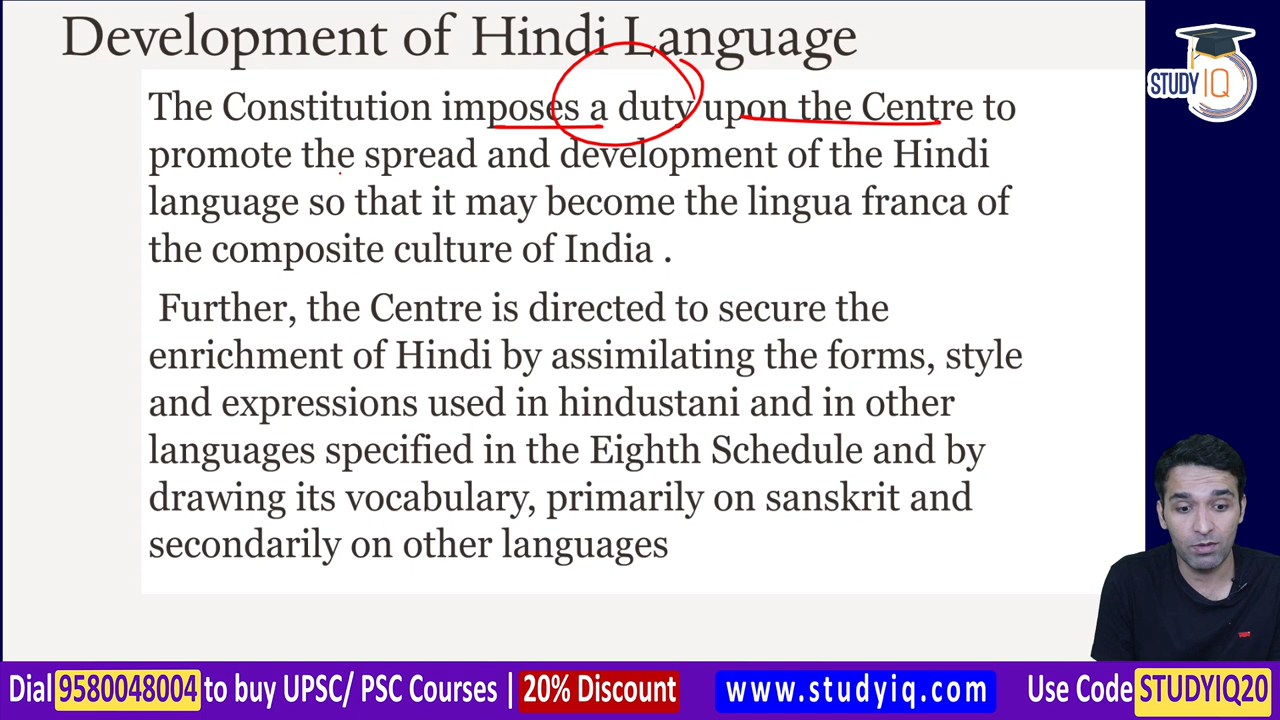 Development of Hindi Language
STUDY IQ
The Constitution imposes a duty upon the Centre to
promote the spread and development of the Hindi
language so that it may become the lingua franca of
the composite culture of India .
Further, the Centre is directed to secure the
enrichment of Hindi by assimilating the forms, style
and expressions used in hindustani and in other
languages specified in the Eighth Schedule and by
drawing its vocabulary, primarily on sanskrit and
secondarily on other languages
Dial 9580048004 to buy UPSC/ PSC Courses | 20% Discount www.studyiq.com Use Code STUDYIQ20